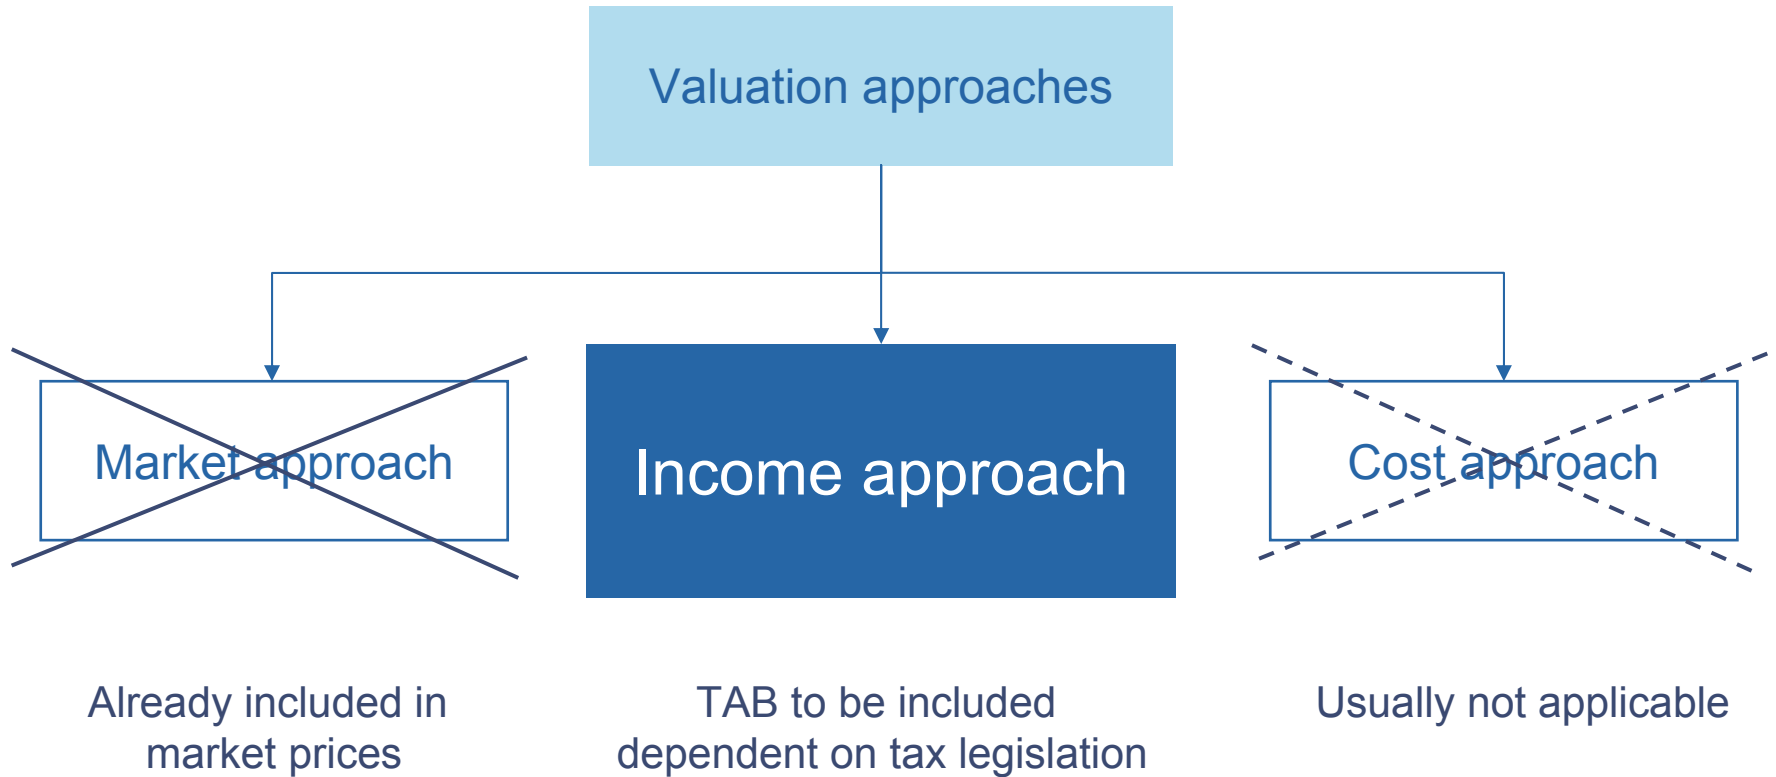 Valuation approaches
Market approach
Income approach
Cost approach
Already included in
market prices
TAB to be included
dependent on tax legislation
Usually not applicable